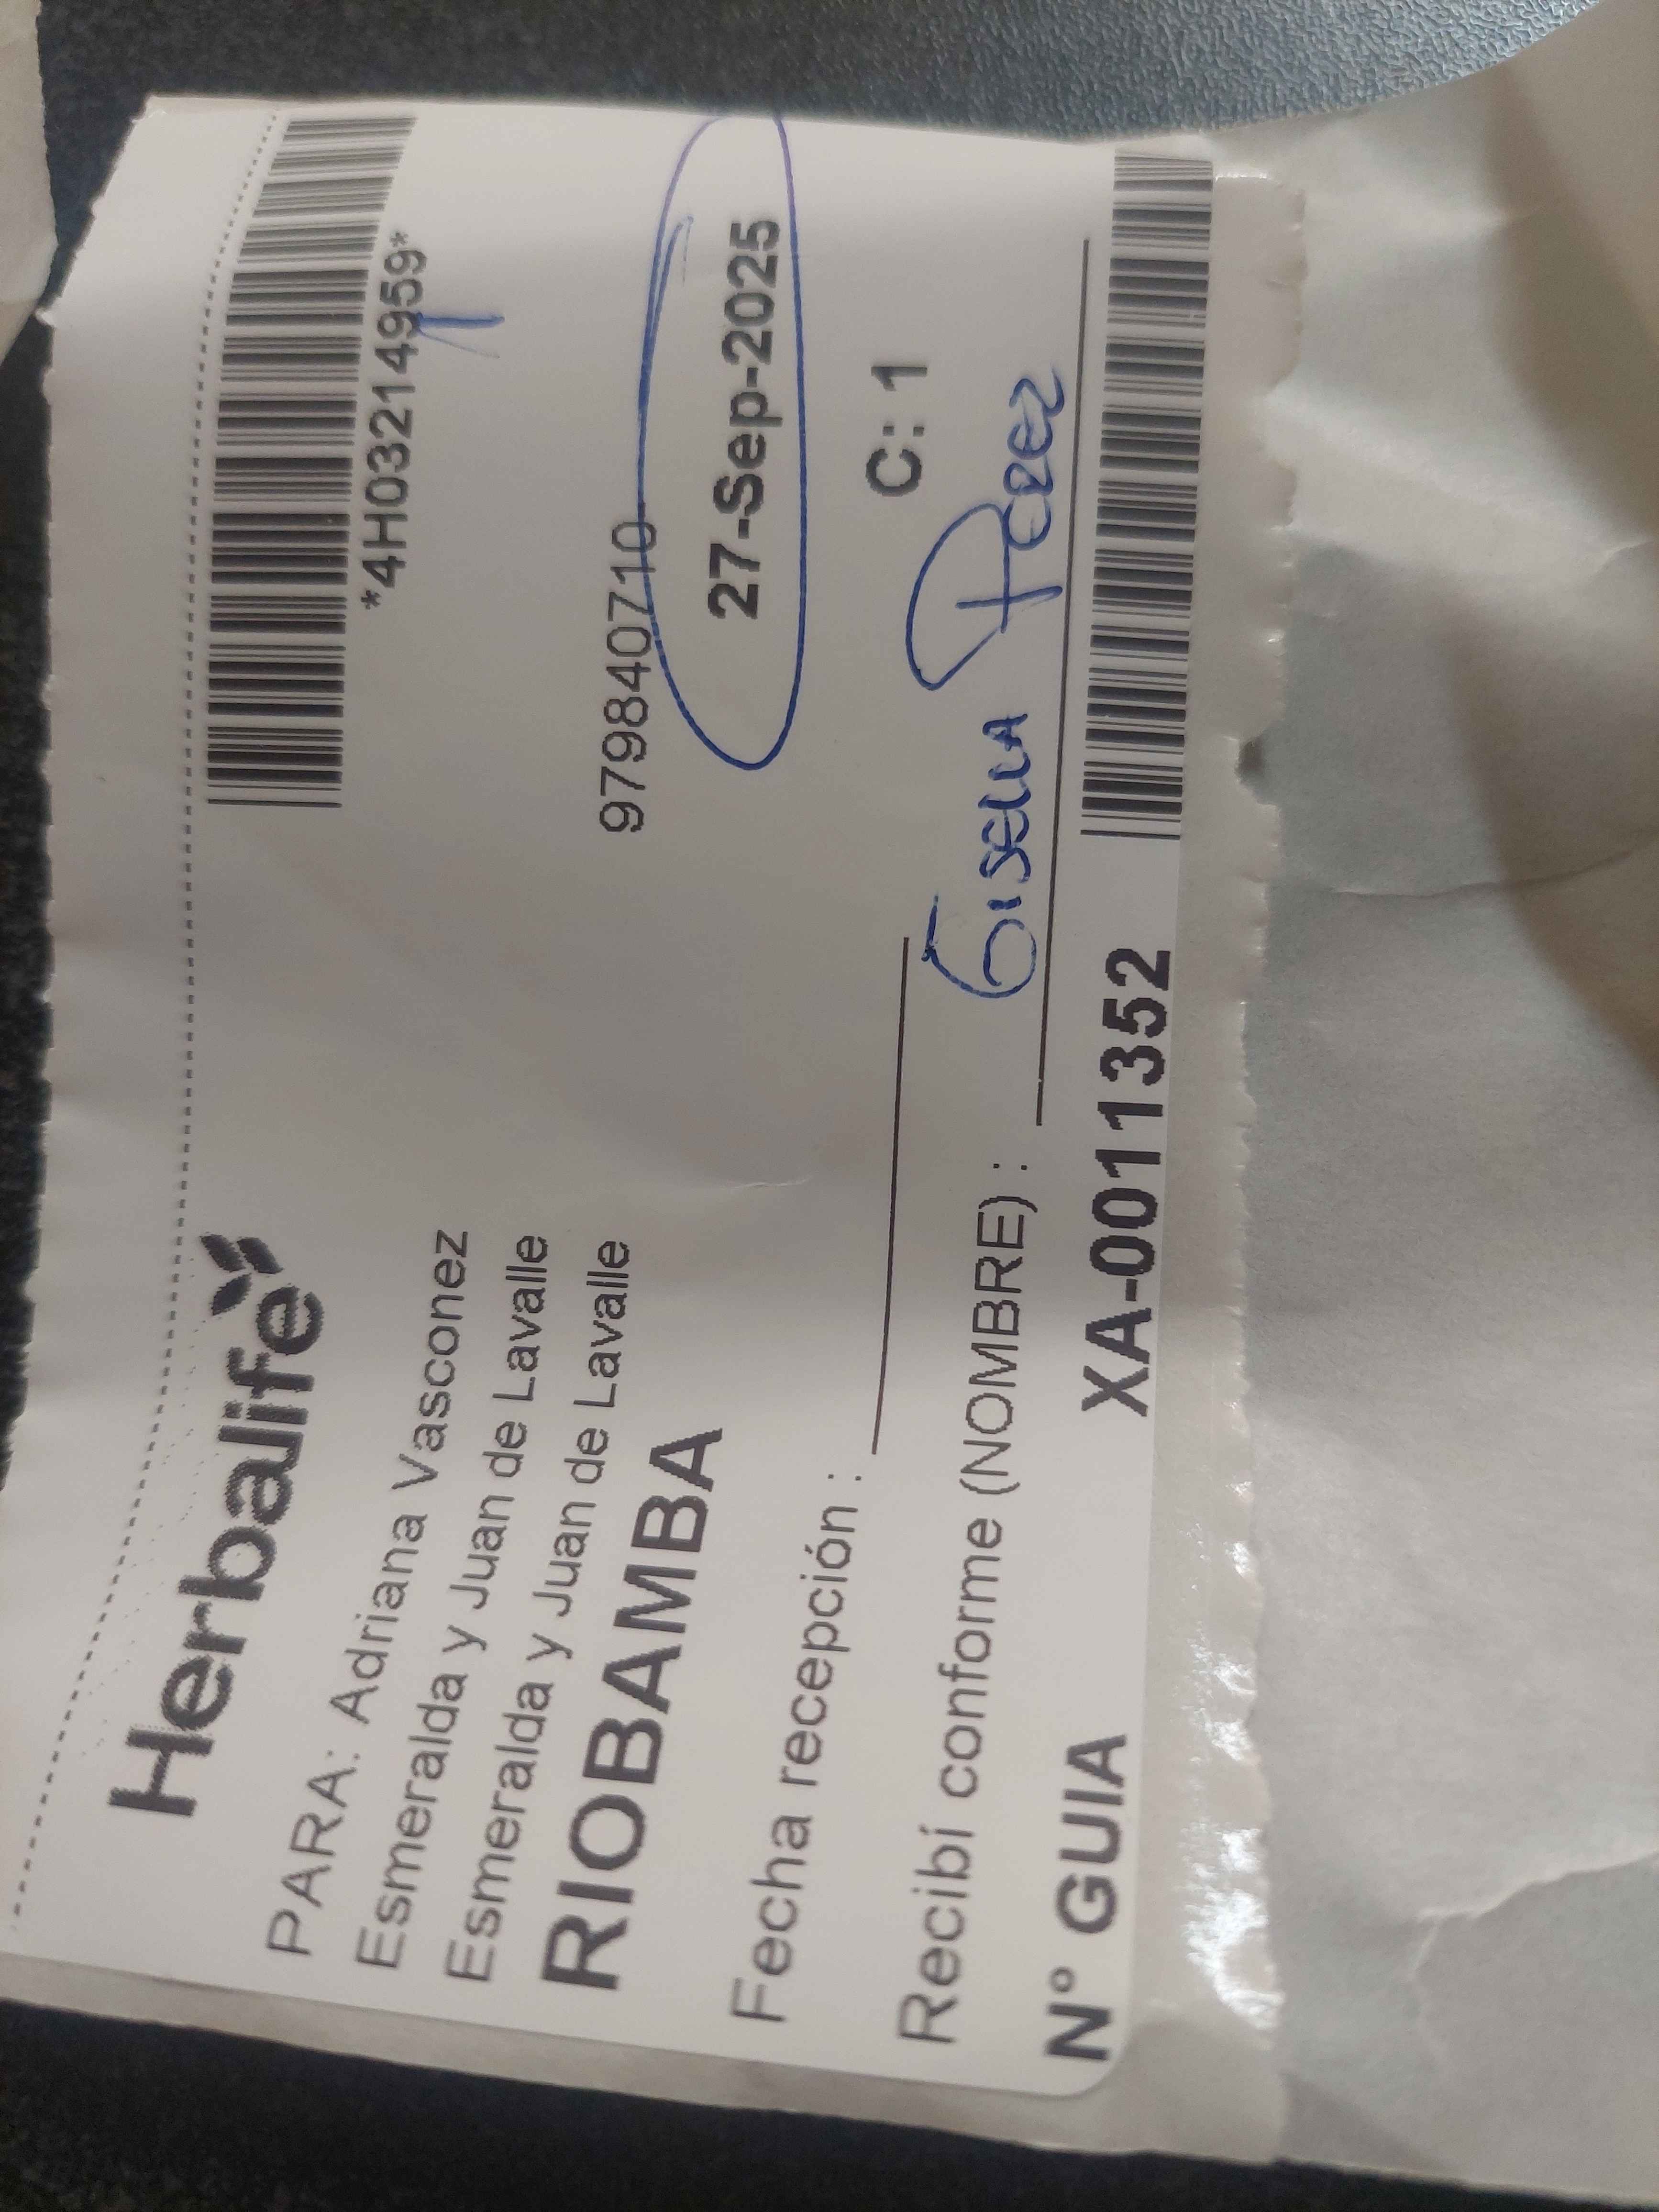 Herbalife
*4H03214959*
PARA: Adriana Vasconez
Esmeralda y Juan de Lavalle
Esmeralda y Juan de Lavalle
979840710
RIOBAMBA
27-Sep-2025
Fecha recepción :
C: 1
Recibí conforme (NOMBRE) : Gisella Perez
N° GUIA XA-0011352